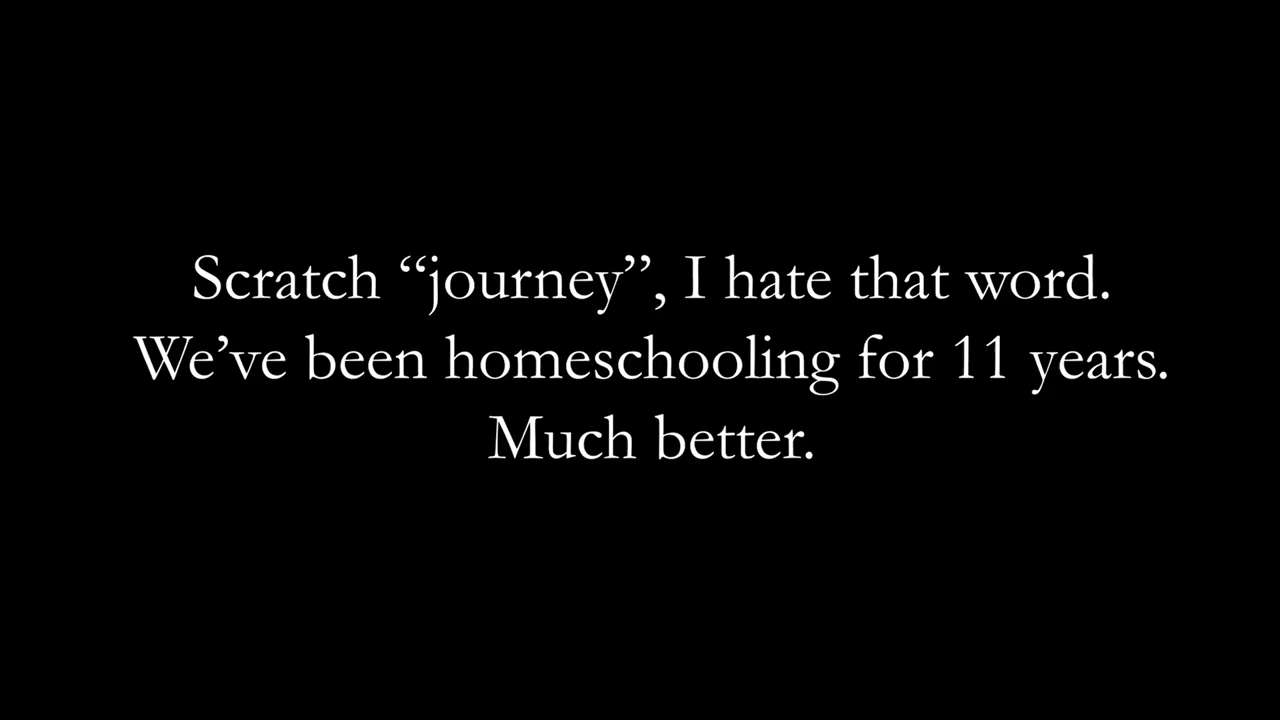 Scratch “journey”, I hate that word.
We’ve been homeschooling for 11 years.
Much better.